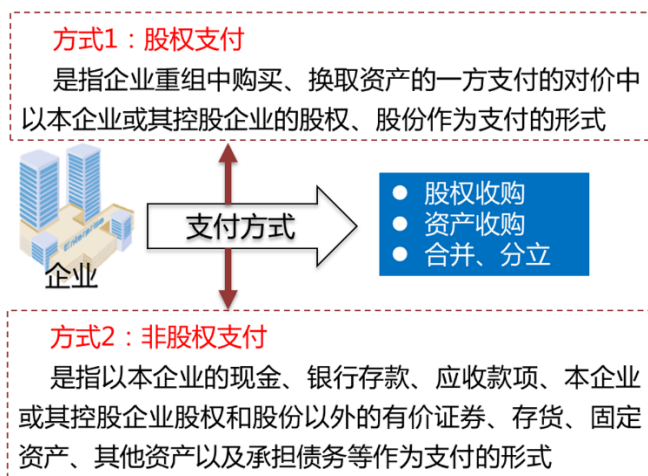 方式1：股权支付
是指企业重组中购买、换取资产的一方支付的对价中
以本企业或其控股企业的股权、股份作为支付的形式
Enterprise
企业
支付方式
● 股权收购
● 资产收购
● 合并、分立
方式2：非股权支付
是指以本企业的现金、银行存款、应收款项、本企业
或其控股企业股权和股份以外的有价证券、存货、固定
资产、其他资产以及承担债务等作为支付的形式